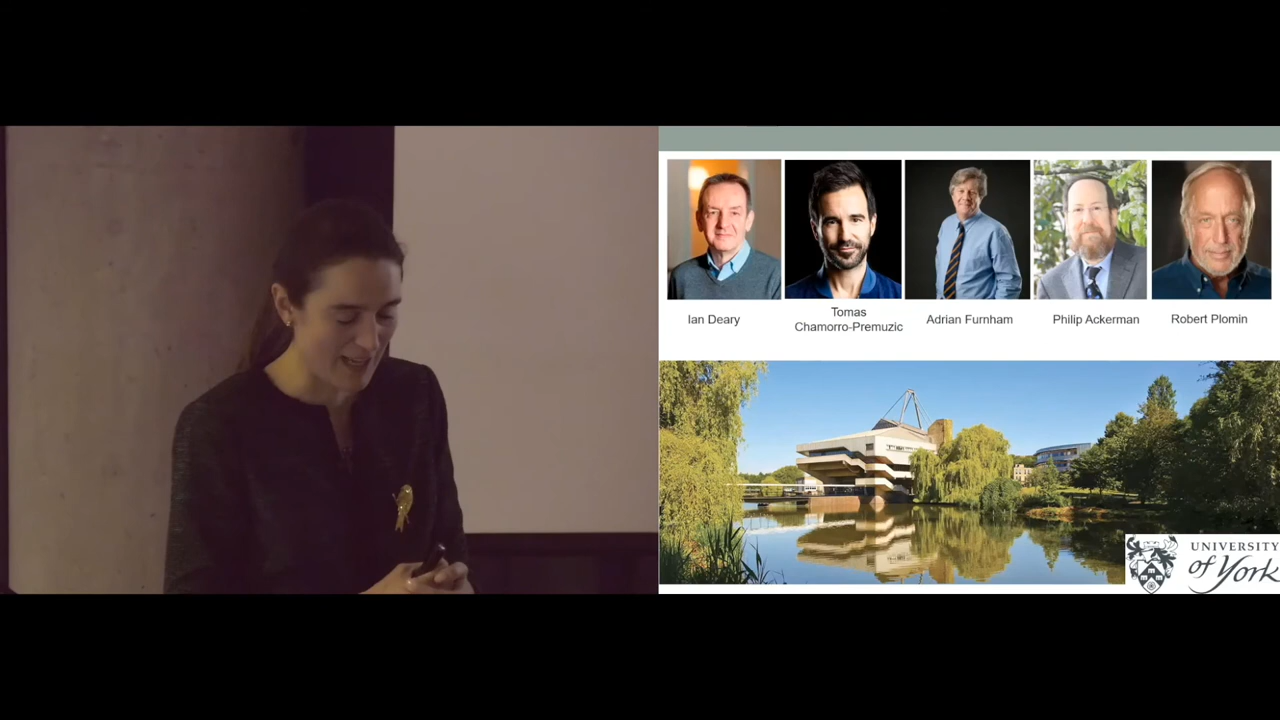 Ian Deary
Tomas
Chamorro-Premuzic
Adrian Furnham
Philip Ackerman
Robert Plomin
UNIVERSITY
of York